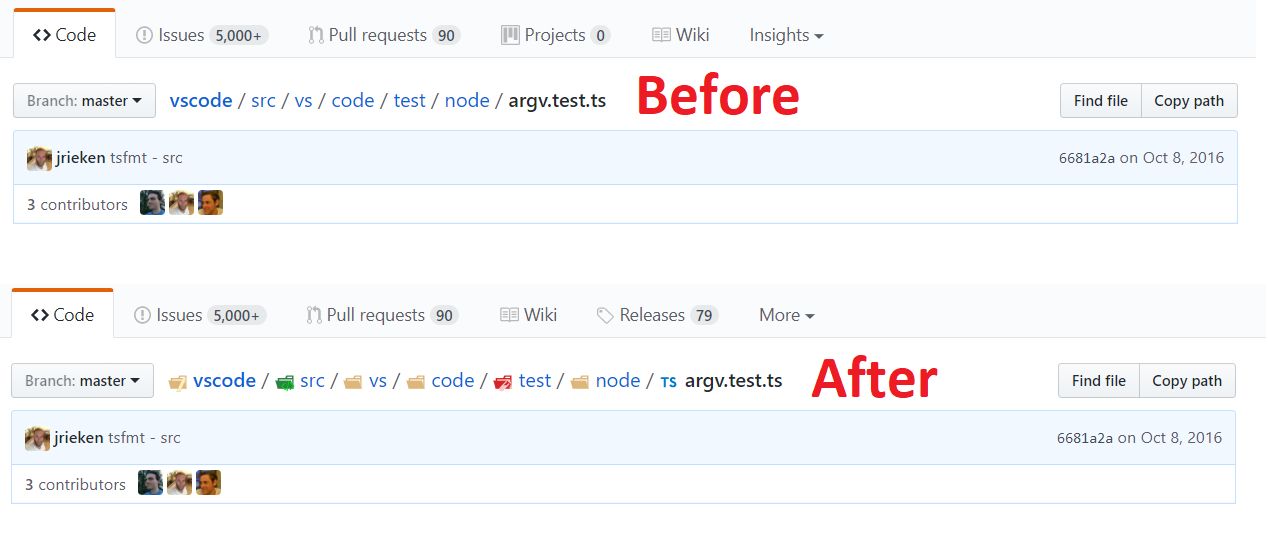 Code Issues 5,000+ Pull requests 90 Projects 0 Wiki Insights
Branch: master vscode / src / vs / code / test / node / argv.test.ts Before Find file Copy path
jrieken tsfmt - src 6681a2a on Oct 8, 2016
3 contributors
Code Issues 5,000+ Pull requests 90 Wiki Releases 79 More
Branch: master vscode / src / vs / code / test / node / TS argv.test.ts After Find file Copy path
jrieken tsfmt - src 6681a2a on Oct 8, 2016
3 contributors